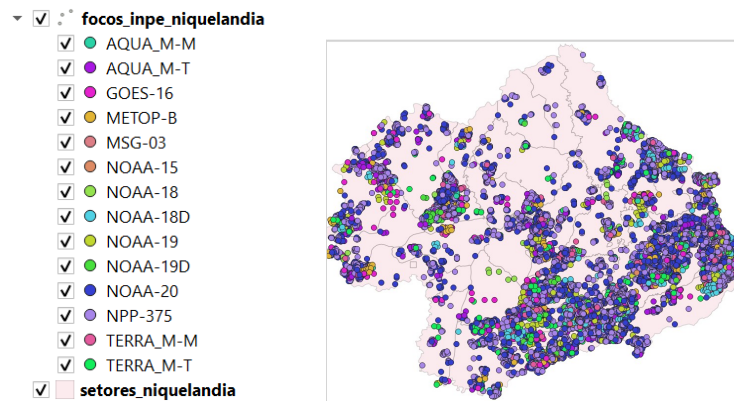 focos_inpe_niquelandia
AQUA_M-M
AQUA_M-T
GOES-16
METOP-B
MSG-03
NOAA-15
NOAA-18
NOAA-18D
NOAA-19
NOAA-19D
NOAA-20
NPP-375
TERRA_M-M
TERRA_M-T
setores_niquelandia